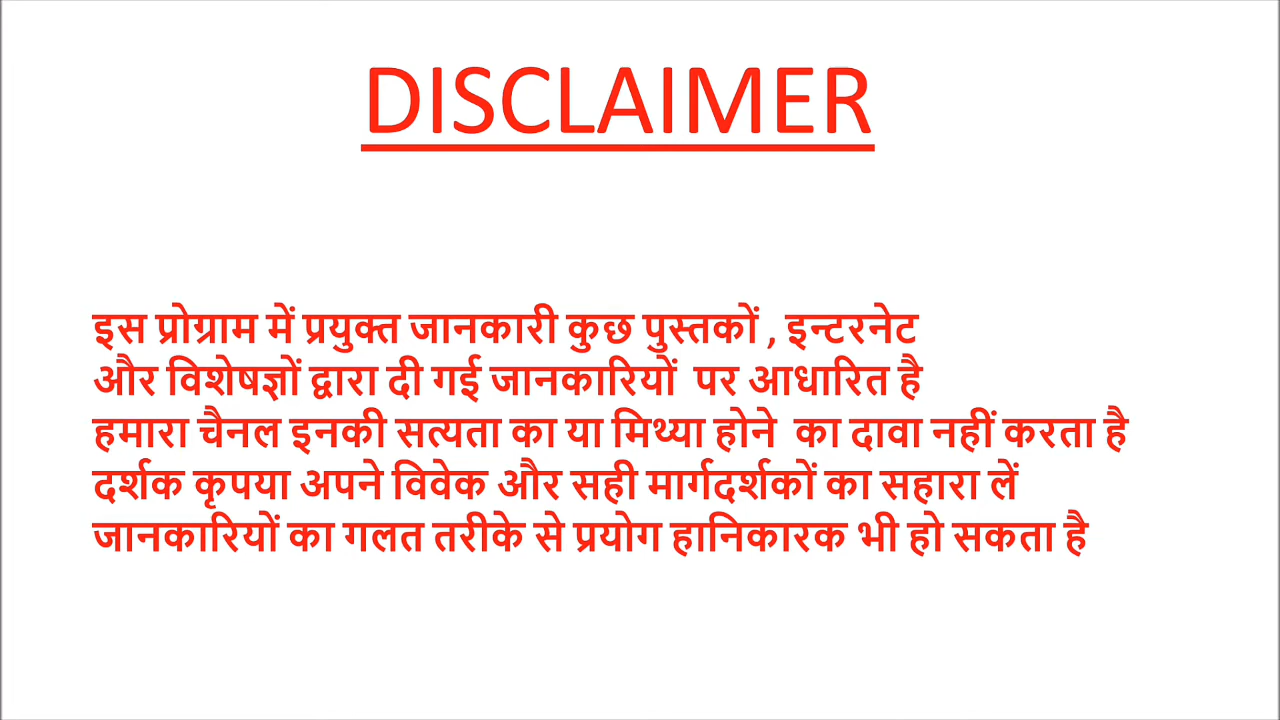 DISCLAIMER
इस प्रोग्राम में प्रयुक्त जानकारी कुछ पुस्तकों , इन्टरनेट
और विशेषज्ञों द्वारा दी गई जानकारियों पर आधारित है
हमारा चैनल इनकी सत्यता का या मिथ्या होने का दावा नहीं करता है
दर्शक कृपया अपने विवेक और सही मार्गदर्शकों का सहारा लें
जानकारियों का गलत तरीके से प्रयोग हानिकारक भी हो सकता है